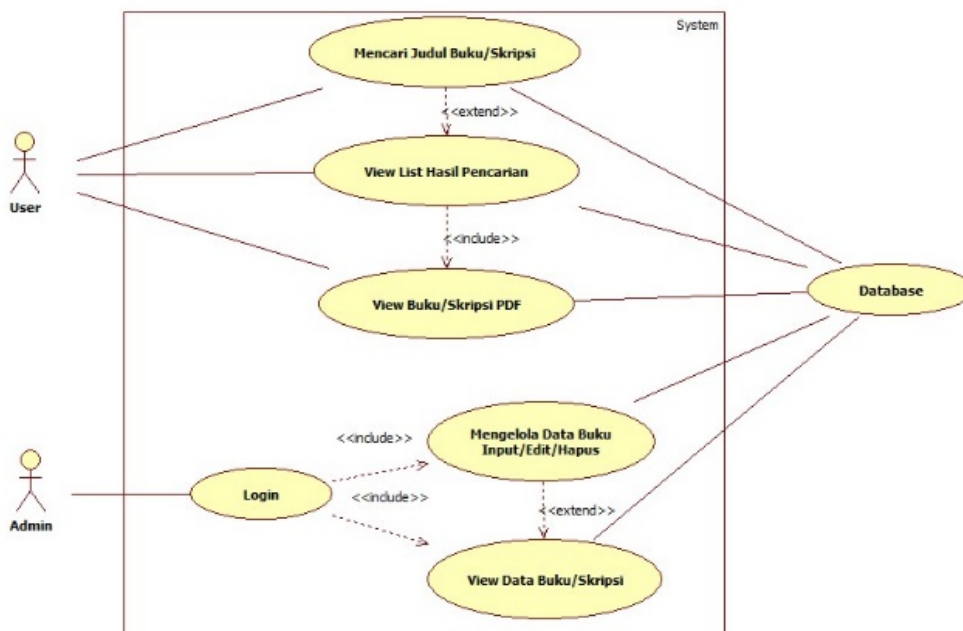 System
Mencari Judul Buku/Skripsi
<<extend>>
User
View List Hasil Pencarian
<<include>>
View Buku/Skripsi PDF
Database
Admin
Login
<<include>>
<<include>>
Mengelola Data Buku
Input/Edit/Hapus
<<extend>>
View Data Buku/Skripsi